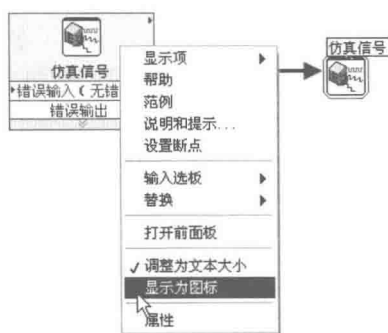 仿真信号
错误输入（无错
错误输出
显示项
帮助
范例
说明和提示...
设置断点
输入选板
替换
打开前面板
✓调整为文本大小
显示为图标
属性
仿真信号